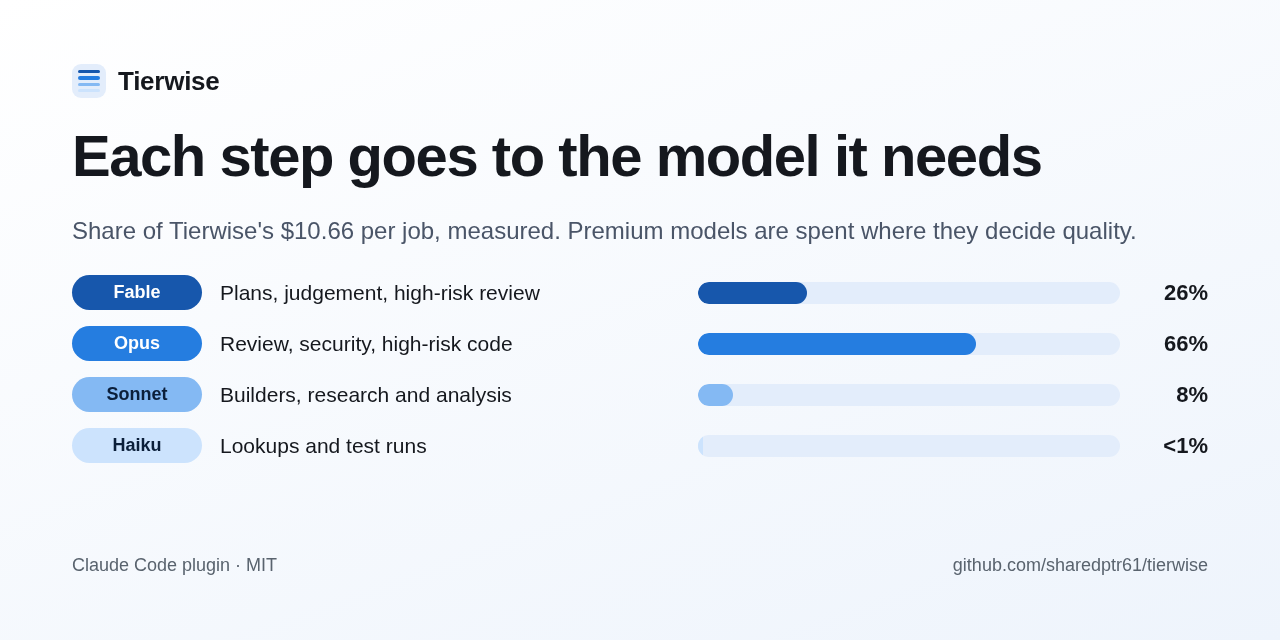 Tierwise
Each step goes to the model it needs
Share of Tierwise's $10.66 per job, measured. Premium models are spent where they decide quality.
Fable Plans, judgement, high-risk review 26%
Opus Review, security, high-risk code 66%
Sonnet Builders, research and analysis 8%
Haiku Lookups and test runs <1%
Claude Code plugin · MIT github.com/sharedptr61/tierwise